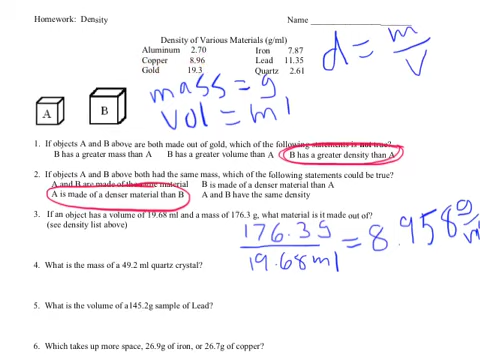 Homework: Density
Name
Density of Various Materials (g/ml)
Aluminum 2.70 Iron 7.87
Copper 8.96 Lead 11.35
Gold 19.3 Quartz 2.61
d = m/v
mass = g
vol = ml
A
B
1. If objects A and B above are both made out of gold, which of the following statements is not true?
B has a greater mass than A B has a greater volume than A B has a greater density than A
2. If objects A and B above both had the same mass, which of the following statements could be true?
A and B are made of the same material B is made of a denser material than A
A is made of a denser material than B A and B have the same density
3. If an object has a volume of 19.68 ml and a mass of 176.3 g, what material is it made out of?
(see density list above)
176.3g
19.68ml
= 8.958 g/
4. What is the mass of a 49.2 ml quartz crystal?
5. What is the volume of a145.2g sample of Lead?
6. Which takes up more space, 26.9g of iron, or 26.7g of copper?